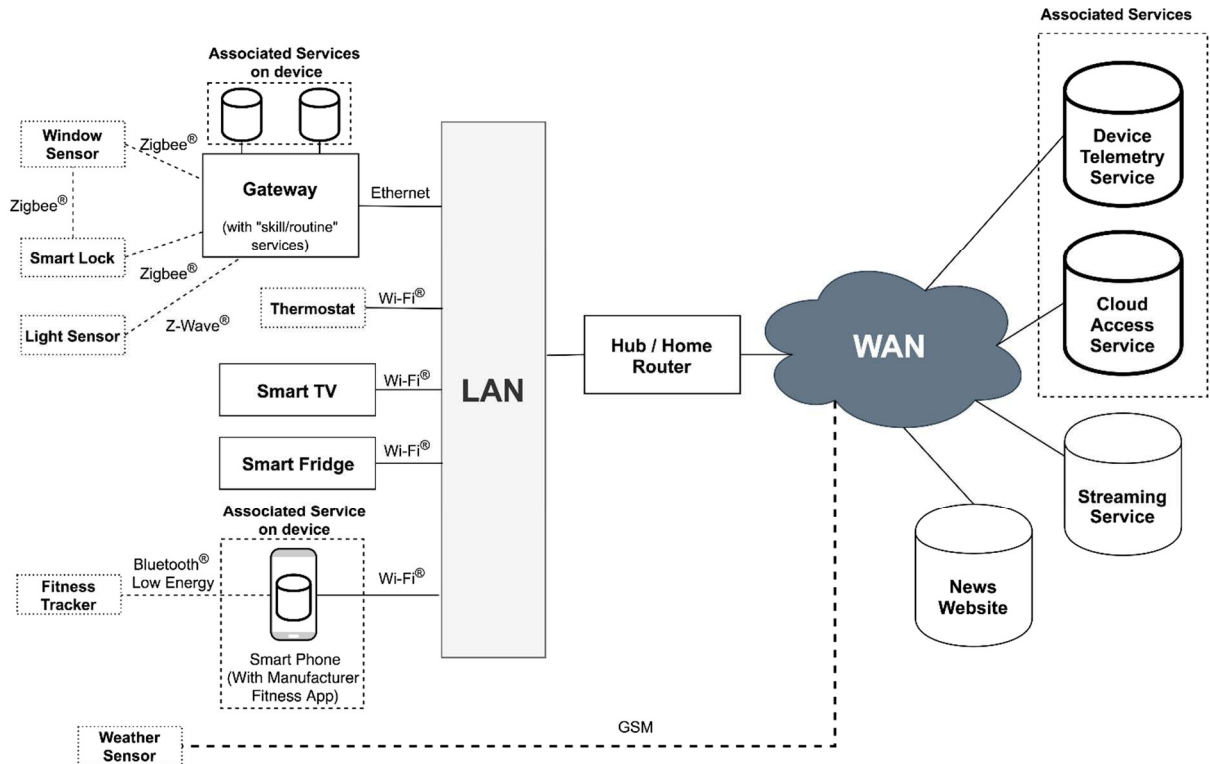 Associated Services
Associated Services
on device
Window
Sensor
Zigbee®
Device
Telemetry
Service
Gateway
Ethernet
Zigbee®
(with "skill/routine"
services)
Smart Lock
Zigbee®
Thermostat
Wi-Fi®
Cloud
Access
Service
Z-Wave®
Light Sensor
Hub / Home
Router
WAN
LAN
Smart TV
Wi-Fi®
Smart Fridge
Wi-Fi®
Streaming
Service
Associated Service
on device
Bluetooth®
Low Energy
Wi-Fi®
Fitness
Tracker
News
Website
Smart Phone
(With Manufacturer
Fitness App)
GSM
Weather
Sensor